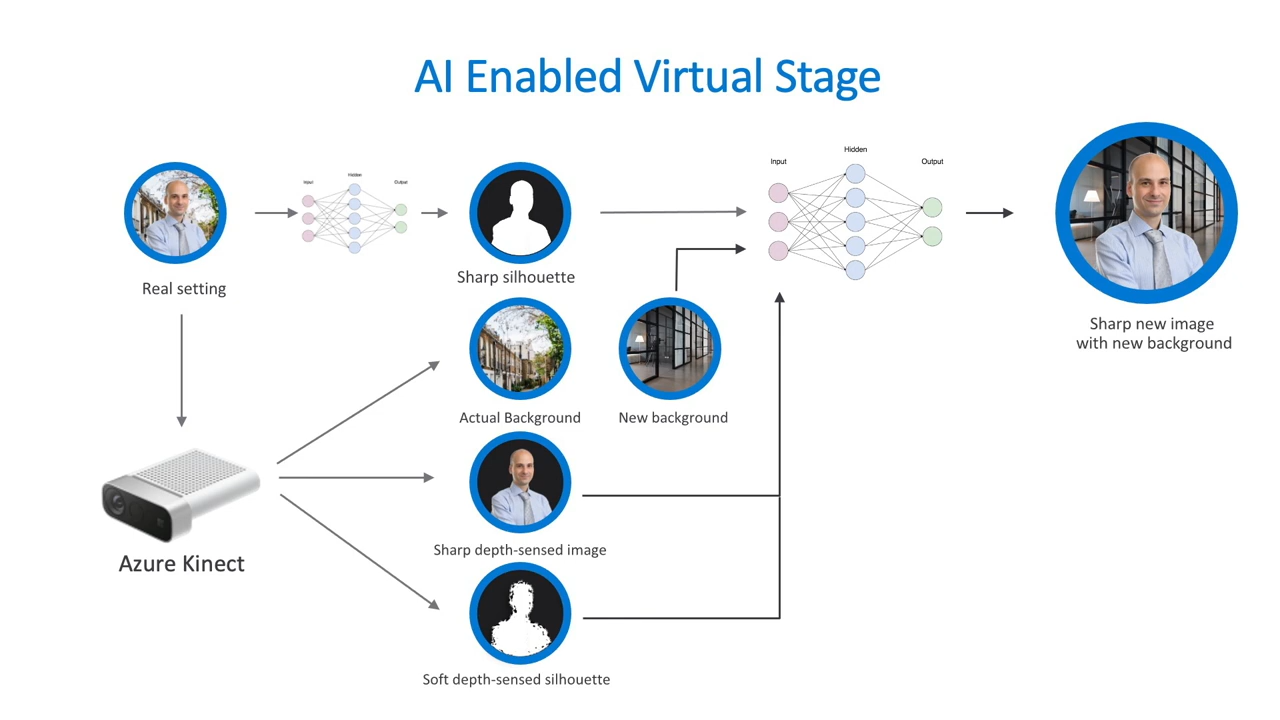 AI Enabled Virtual Stage
Input
Hidden
Output
Input
Hidden
Output
Real setting
Sharp silhouette
Sharp new image
with new background
Actual Background
New background
Azure Kinect
Sharp depth-sensed image
Soft depth-sensed silhouette